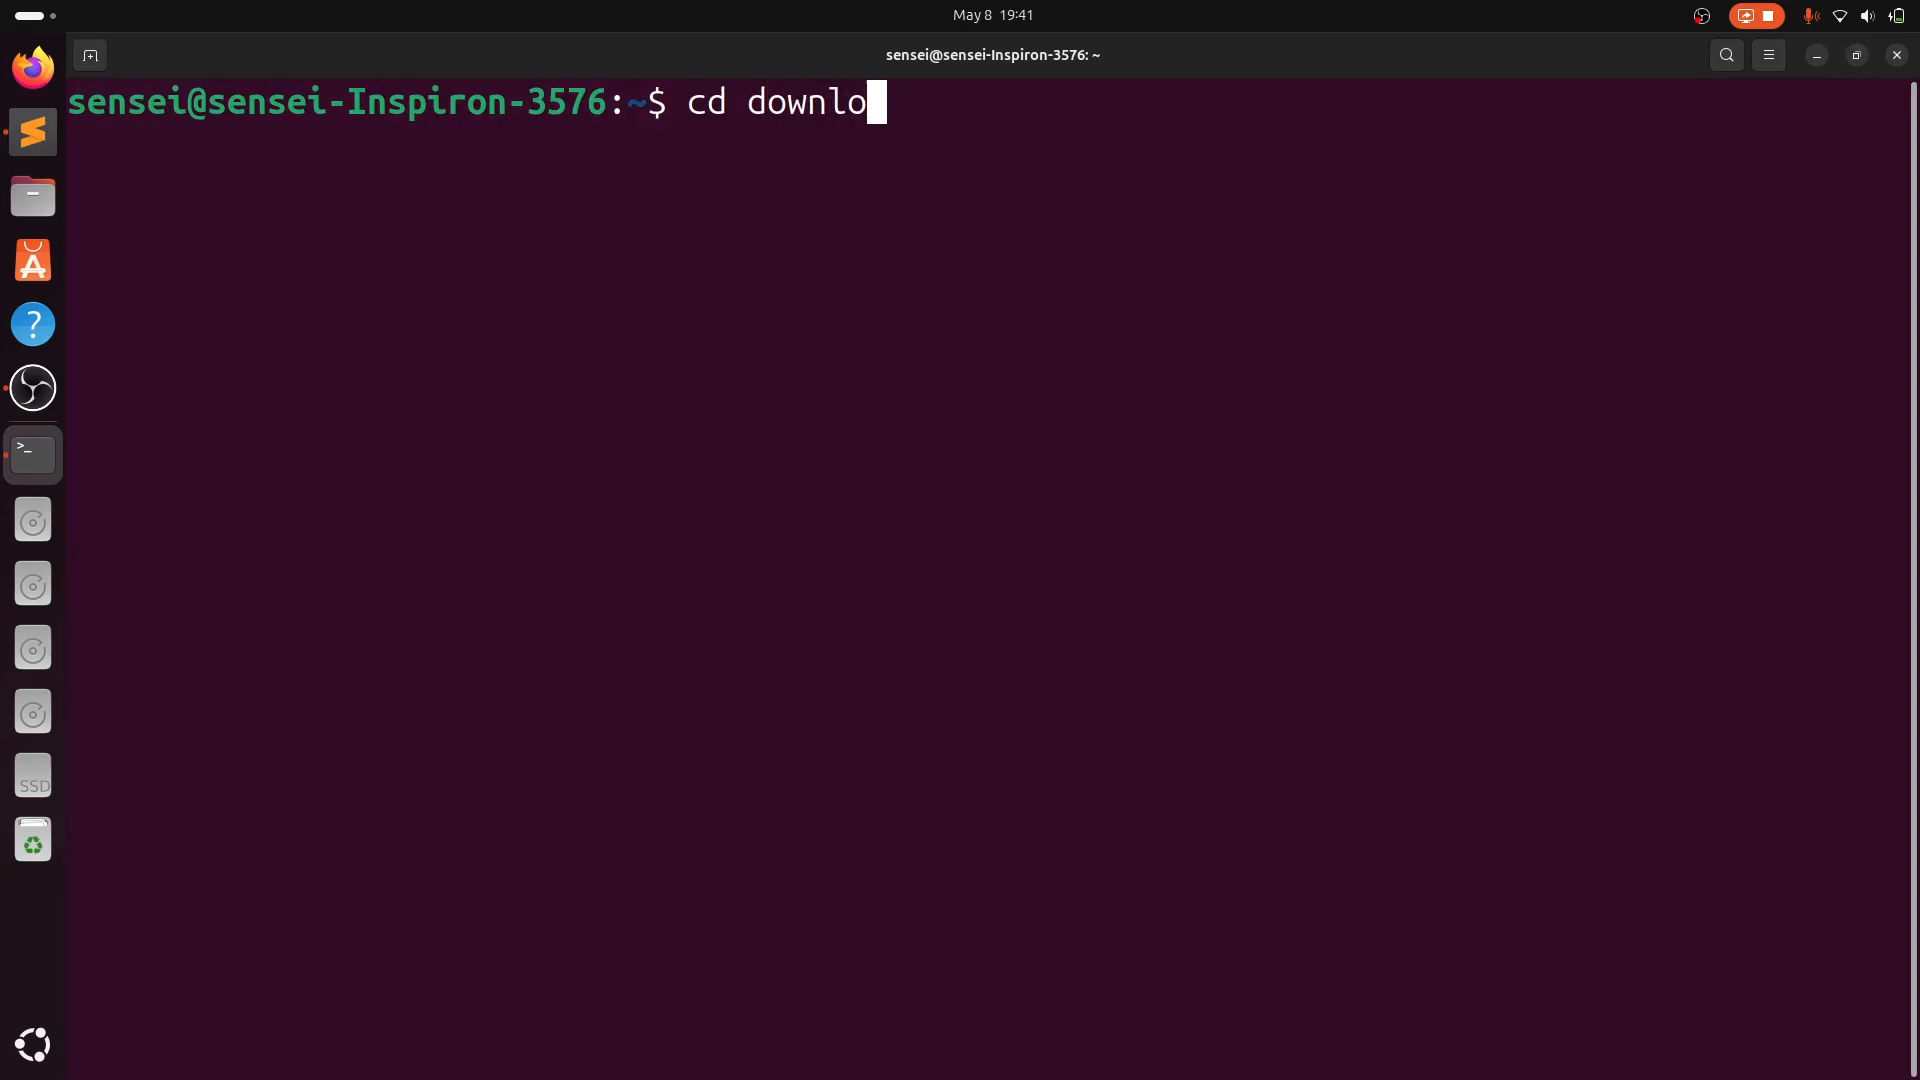 May 8 19:41
sensei@sensei-Inspiron-3576: ~
sensei@sensei-Inspiron-3576:~$ cd downlo
?
>_
SSD